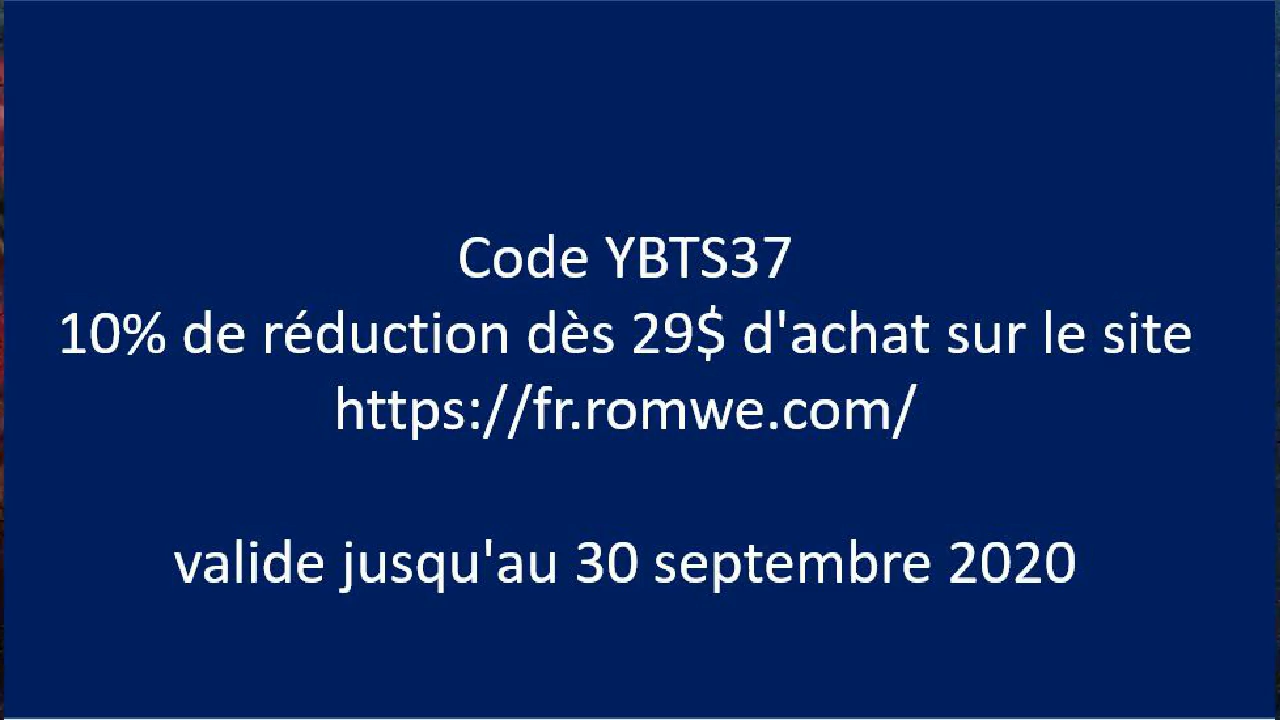 Code YBTS37
10% de réduction dès 29$ d'achat sur le site
https://fr.romwe.com/
valide jusqu'au 30 septembre 2020